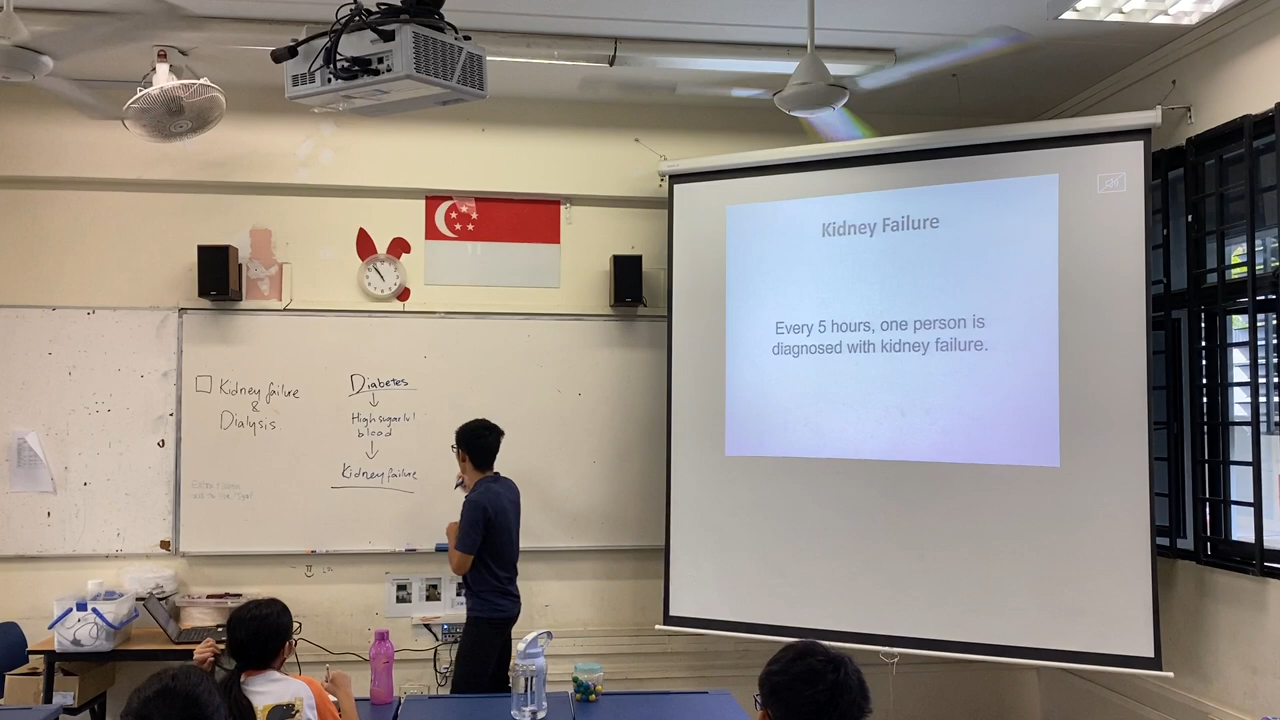 Kidney failure
&
Dialysis.
Diabetes
High sugar lvl
blood
Kidney failure
Kidney Failure
Every 5 hours, one person is
diagnosed with kidney failure.